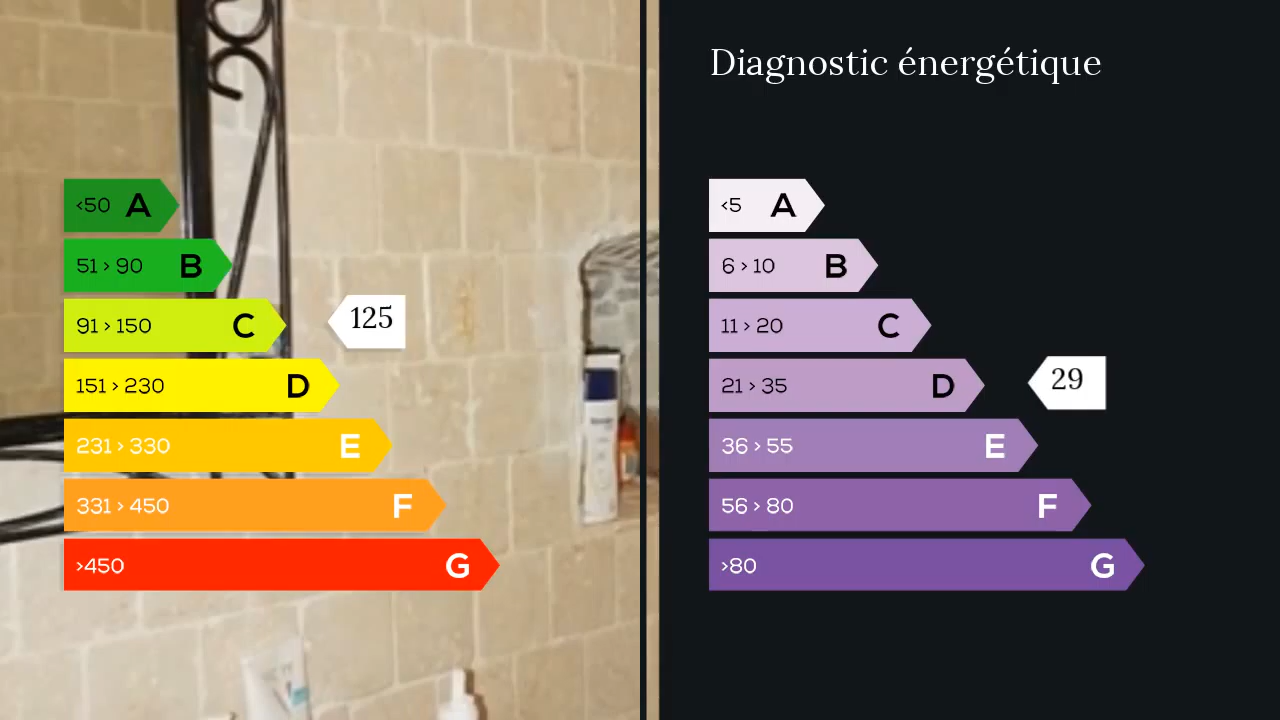 Diagnostic énergétique
<50 A
51 > 90 B
91 > 150 C
125
151 > 230 D
231 > 330 E
331 > 450 F
>450 G
<5 A
6 > 10 B
11 > 20 C
21 > 35 D
29
36 > 55 E
56 > 80 F
>80 G